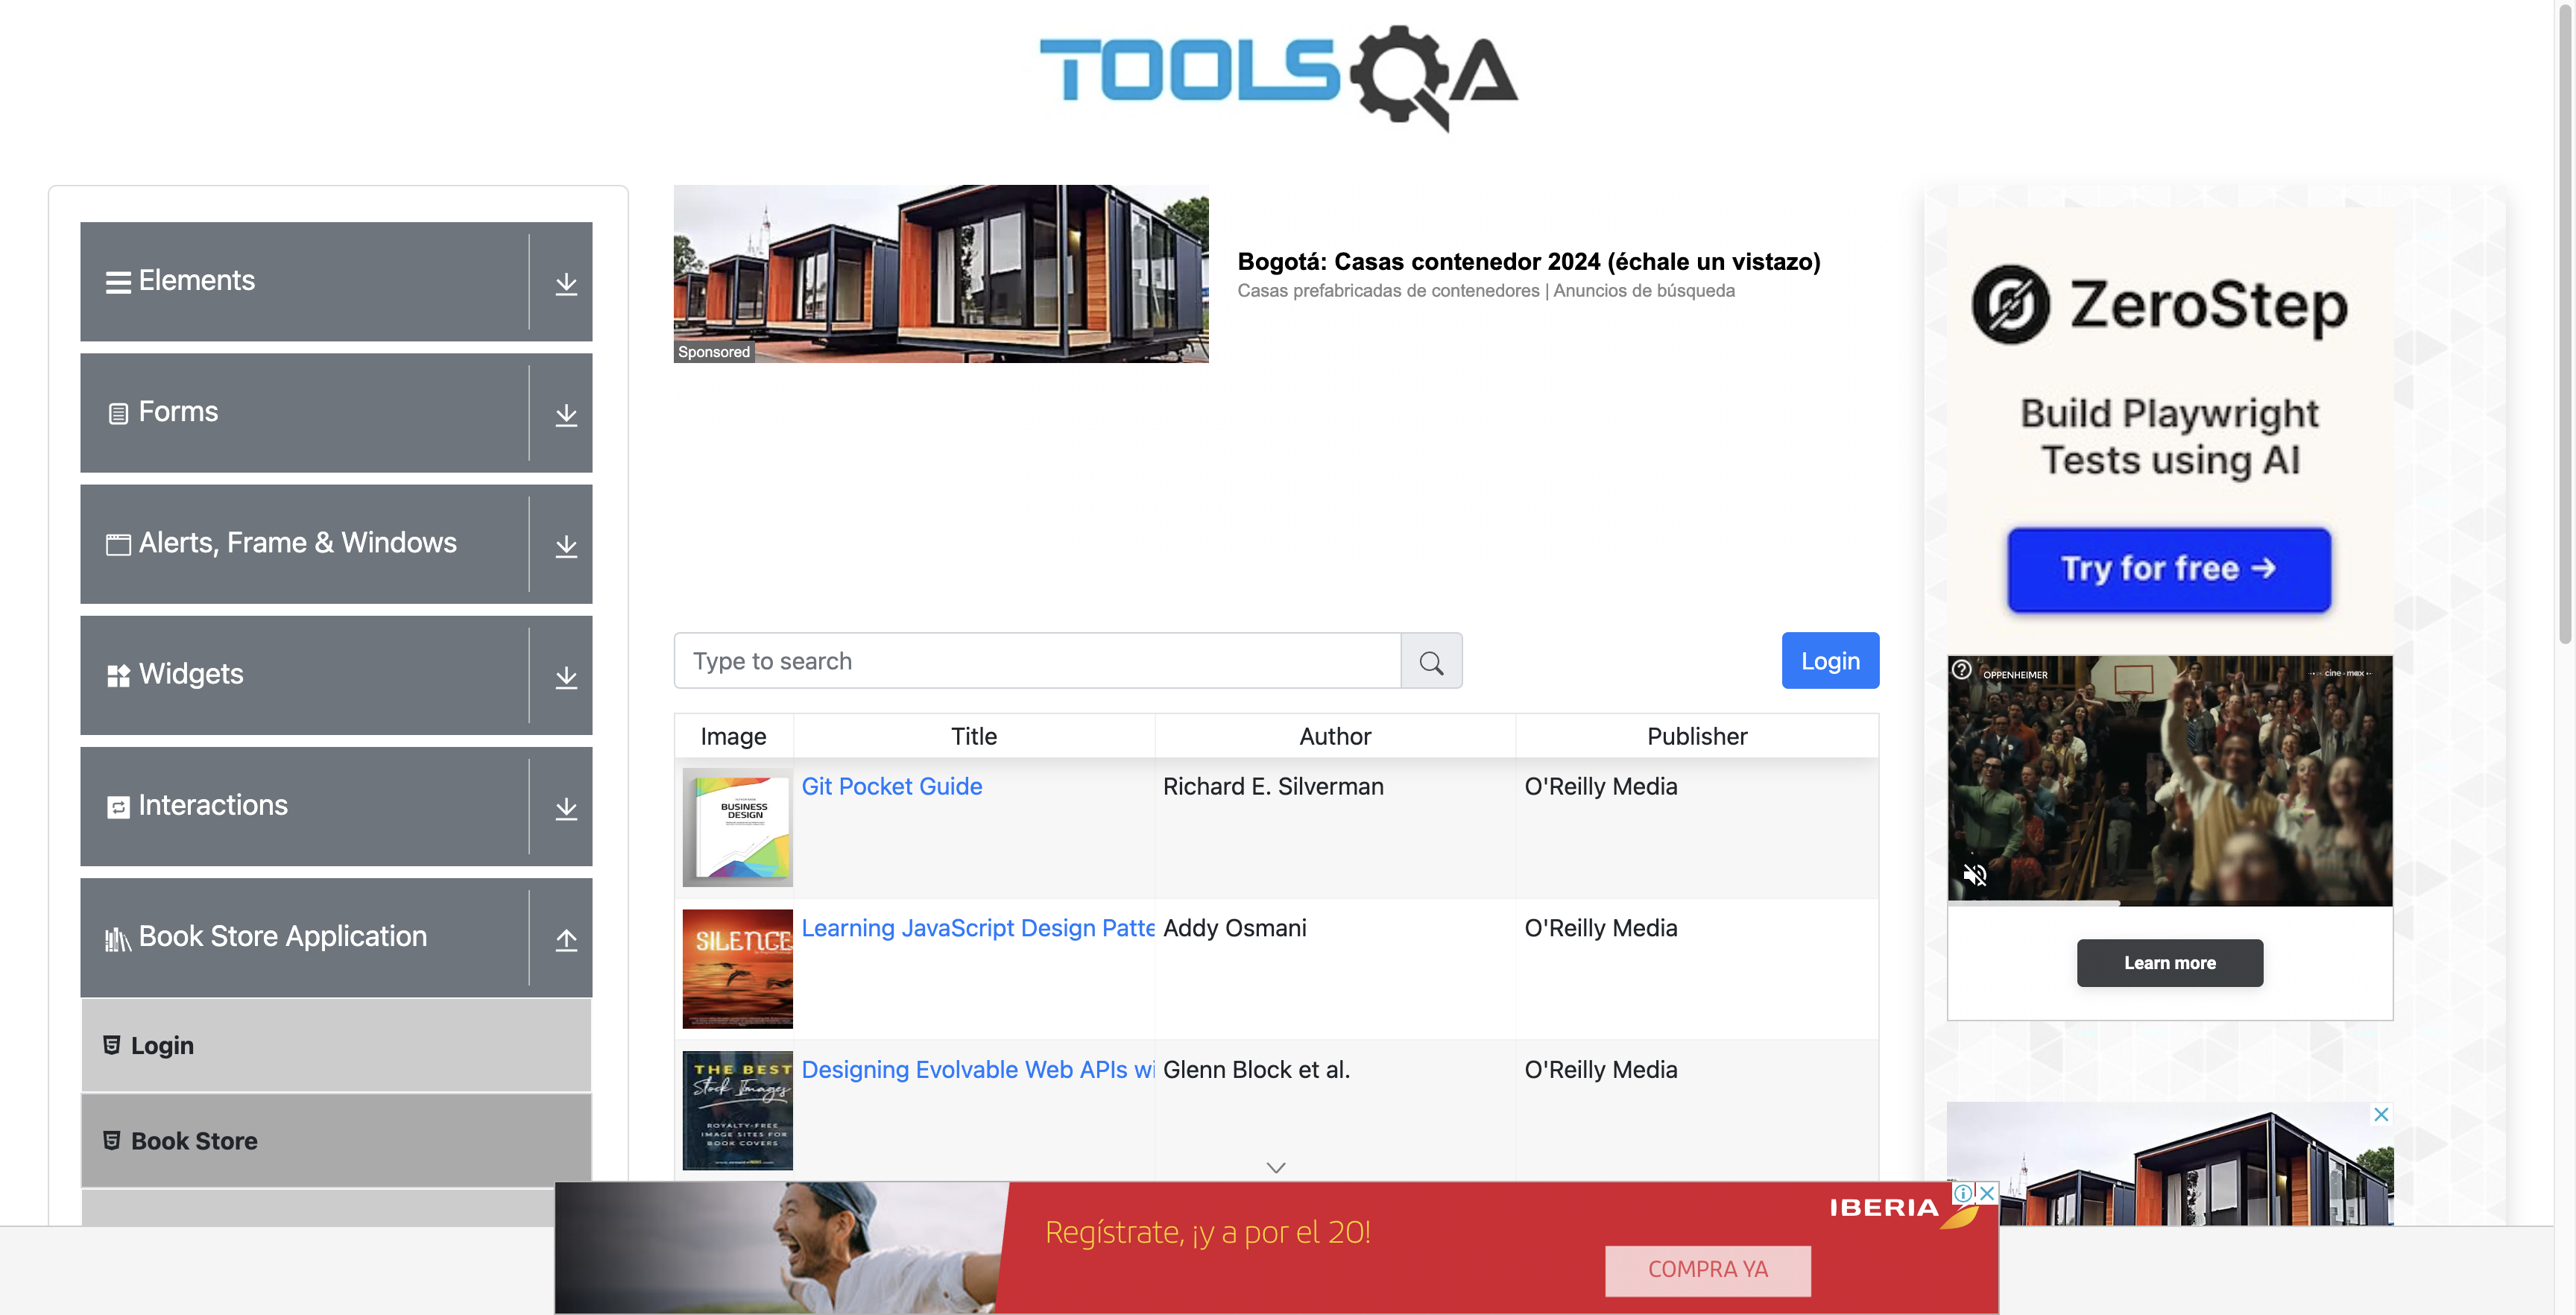 TOOLSQA
Elements
Forms
Alerts, Frame & Windows
Widgets
Interactions
Book Store Application
Login
Book Store
Sponsored
Bogotá: Casas contenedor 2024 (échale un vistazo)
Casas prefabricadas de contenedores | Anuncios de búsqueda
Type to search
Login
Image Title Author Publisher
BUSINESS
DESIGN
Git Pocket Guide Richard E. Silverman O'Reilly Media
SILENCE
Learning JavaScript Design Patte Addy Osmani O'Reilly Media
THE BEST
Stock Images
ROYALTY-FREE
IMAGE SITES FOR
BOOK COVERS
Designing Evolvable Web APIs wi Glenn Block et al. O'Reilly Media
ZeroStep
Build Playwright
Tests using AI
Try for free →
OPPENHEIMER
cine max
Learn more
Regístrate, ¡y a por el 20!
IBERIA
COMPRA YA